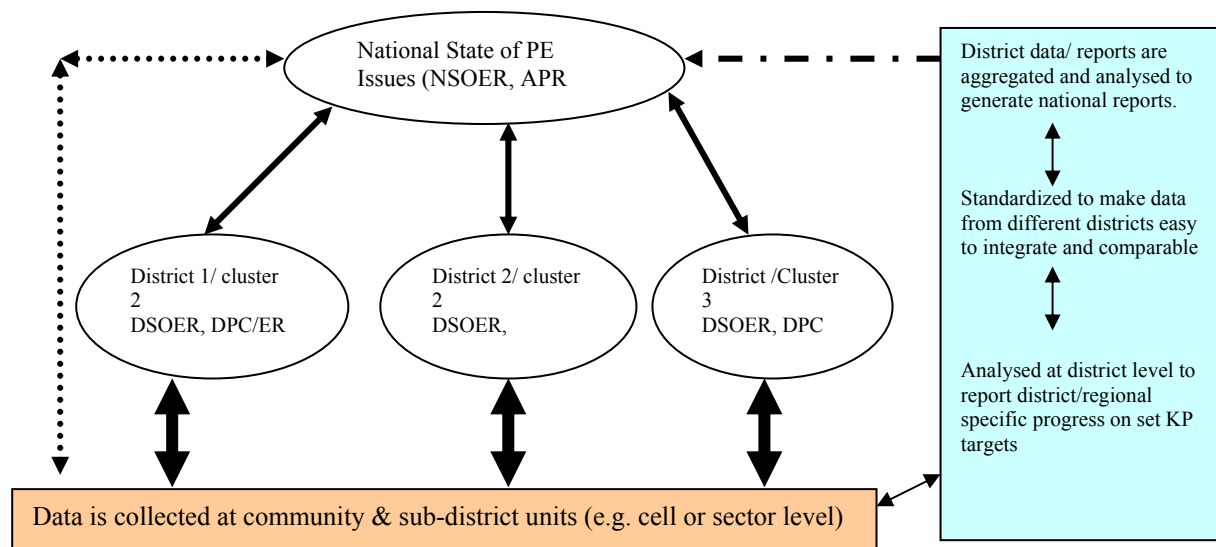 National State of PE
Issues (NSOER, APR
District data/ reports are
aggregated and analysed to
generate national reports.
Standardized to make data
from different districts easy
to integrate and comparable
Analysed at district level to
report district/regional
specific progress on set KP
targets
District 1/ cluster
2
DSOER, DPC/ER
District 2/ cluster
2
DSOER,
District /Cluster
3
DSOER, DPC
Data is collected at community & sub-district units (e.g. cell or sector level)